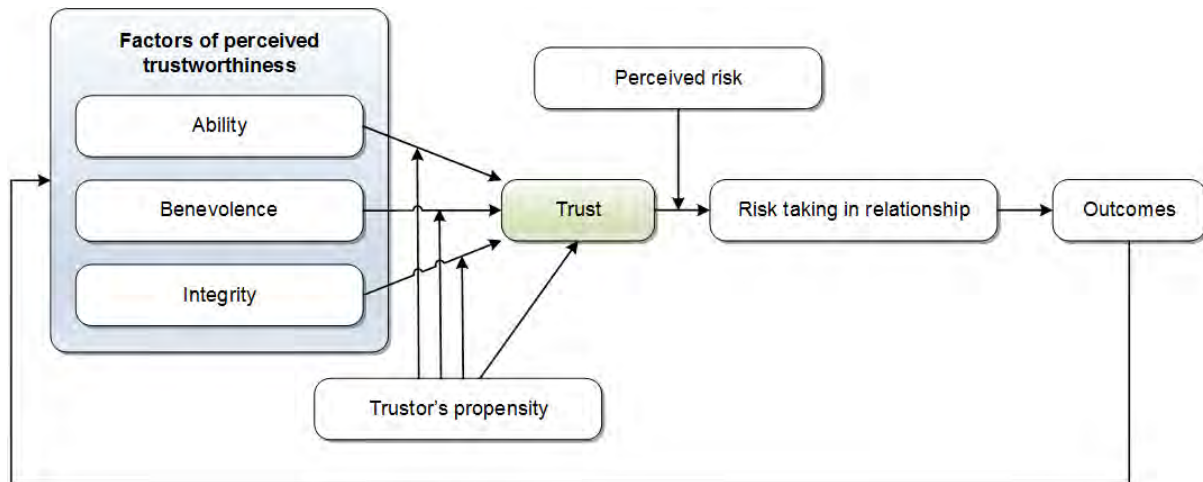 Factors of perceived
trustworthiness
Ability
Benevolence
Integrity
Perceived risk
Trust
Risk taking in relationship
Outcomes
Trustor’s propensity